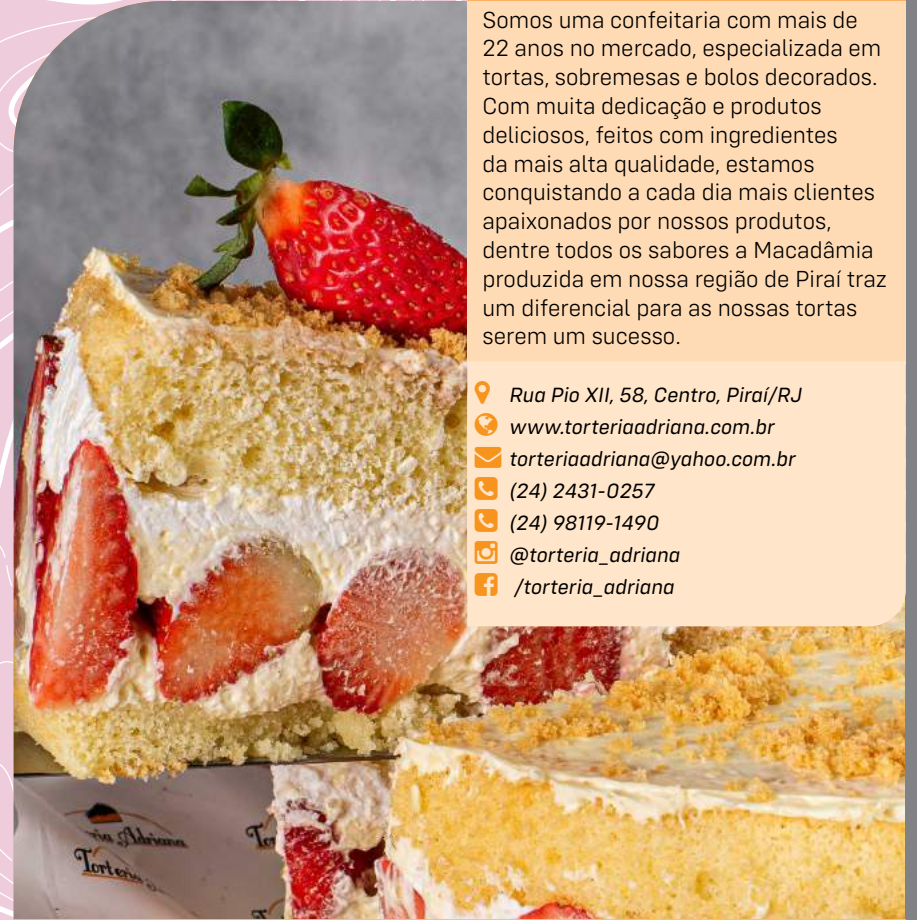 Somos uma confeitaria com mais de
22 anos no mercado, especializada em
tortas, sobremesas e bolos decorados.
Com muita dedicação e produtos
deliciosos, feitos com ingredientes
da mais alta qualidade, estamos
conquistando a cada dia mais clientes
apaixonados por nossos produtos,
dentre todos os sabores a Macadâmia
produzida em nossa região de Piraí traz
um diferencial para as nossas tortas
serem um sucesso.
Rua Pio XII, 58, Centro, Piraí/RJ
www.torteriaadriana.com.br
torteriaadriana@yahoo.com.br
(24) 2431-0257
(24) 98119-1490
@torteria_adriana
/torteria_adriana
Adriana
Torteria